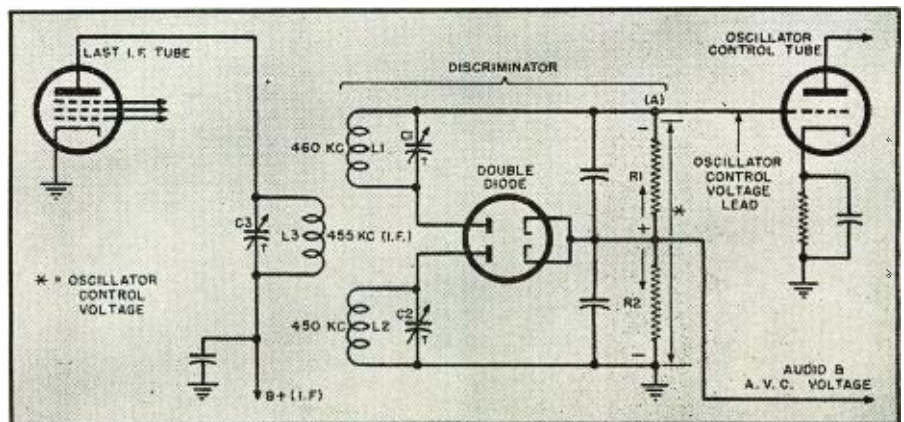 LAST I.F. TUBE
OSCILLATOR
CONTROL TUBE
DISCRIMINATOR
(A)
−
460 KC
L1
C1
T
DOUBLE
DIODE
R1
OSCILLATOR
CONTROL
VOLTAGE
LEAD
C3
T
L3
455 KC (I.F.)
+
*
* = OSCILLATOR
CONTROL
VOLTAGE
450 KC
L2
C2
T
R2
−
B+ (I.F)
AUDIO &
A.V.C. VOLTAGE